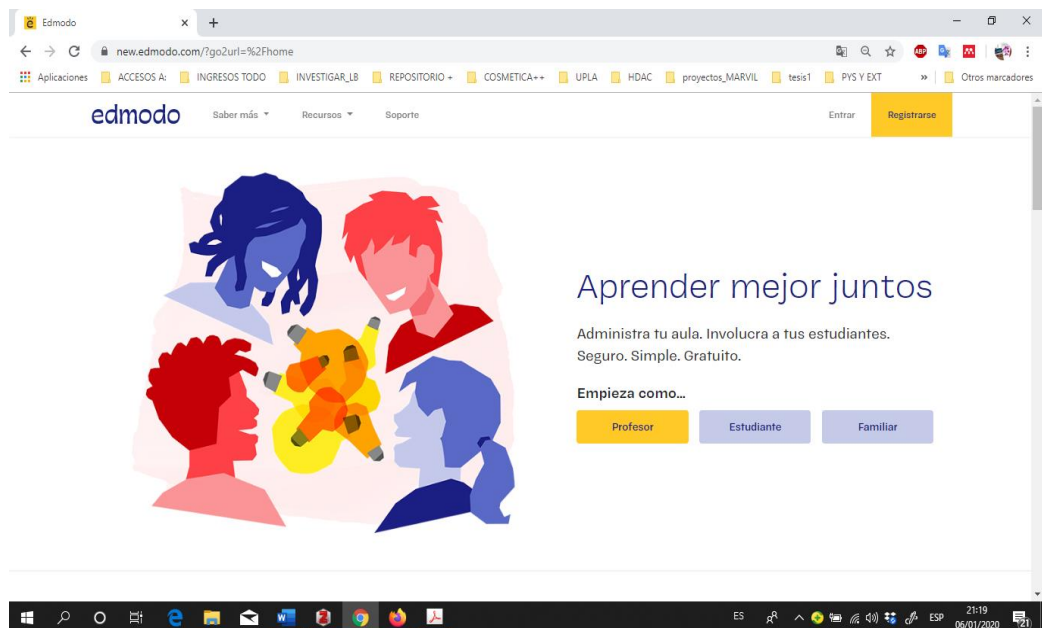 Edmodo
new.edmodo.com/?go2url=%2Fhome
ABP
Aplicaciones ACCESOS A: INGRESOS TODO INVESTIGAR_LB REPOSITORIO + COSMETICA++ UPLA HDAC proyectos_MARVIL tesis1 PYS Y EXT » Otros marcadores
edmodo Saber más Recursos Soporte Entrar Registrarse
Aprender mejor juntos
Administra tu aula. Involucra a tus estudiantes.
Seguro. Simple. Gratuito.
Empieza como...
Profesor Estudiante Familiar
ES ESP 21:19
06/01/2020 21